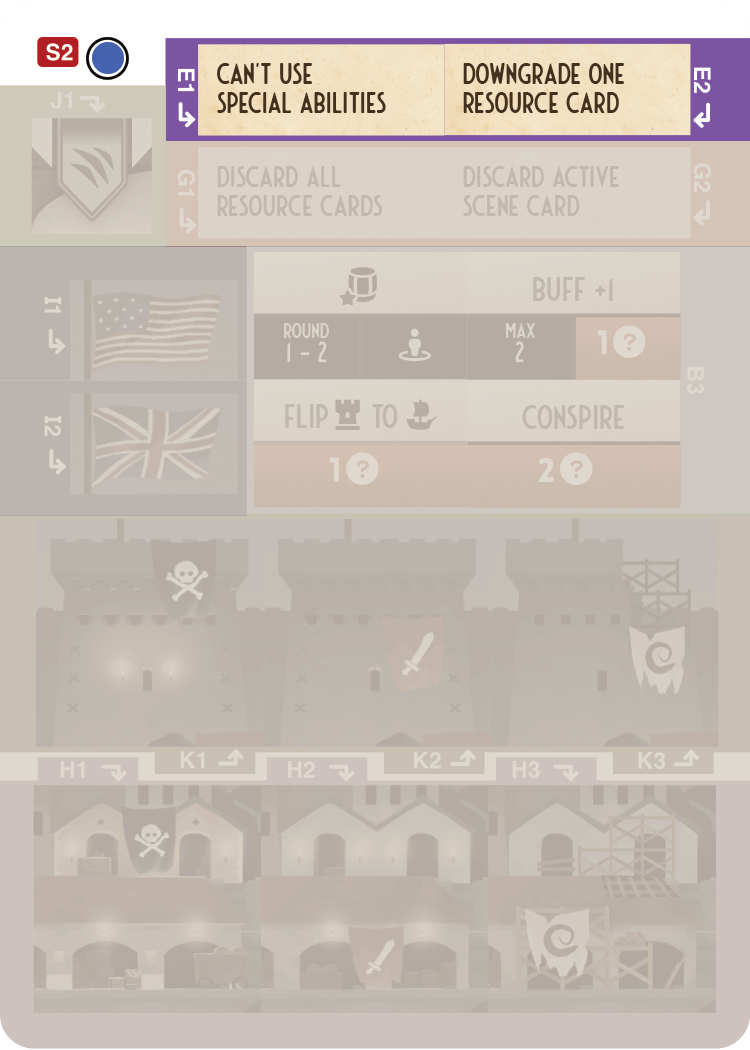 S2
E1
CAN'T USE
SPECIAL ABILITIES
DOWNGRADE ONE
RESOURCE CARD
E2
J1
G1
DISCARD ALL
RESOURCE CARDS
DISCARD ACTIVE
SCENE CARD
G2
I1
BUFF +1
ROUND
1 – 2
MAX
2
1 ?
B3
I2
FLIP TO
CONSPIRE
1 ?
2 ?
H1
K1
H2
K2
H3
K3